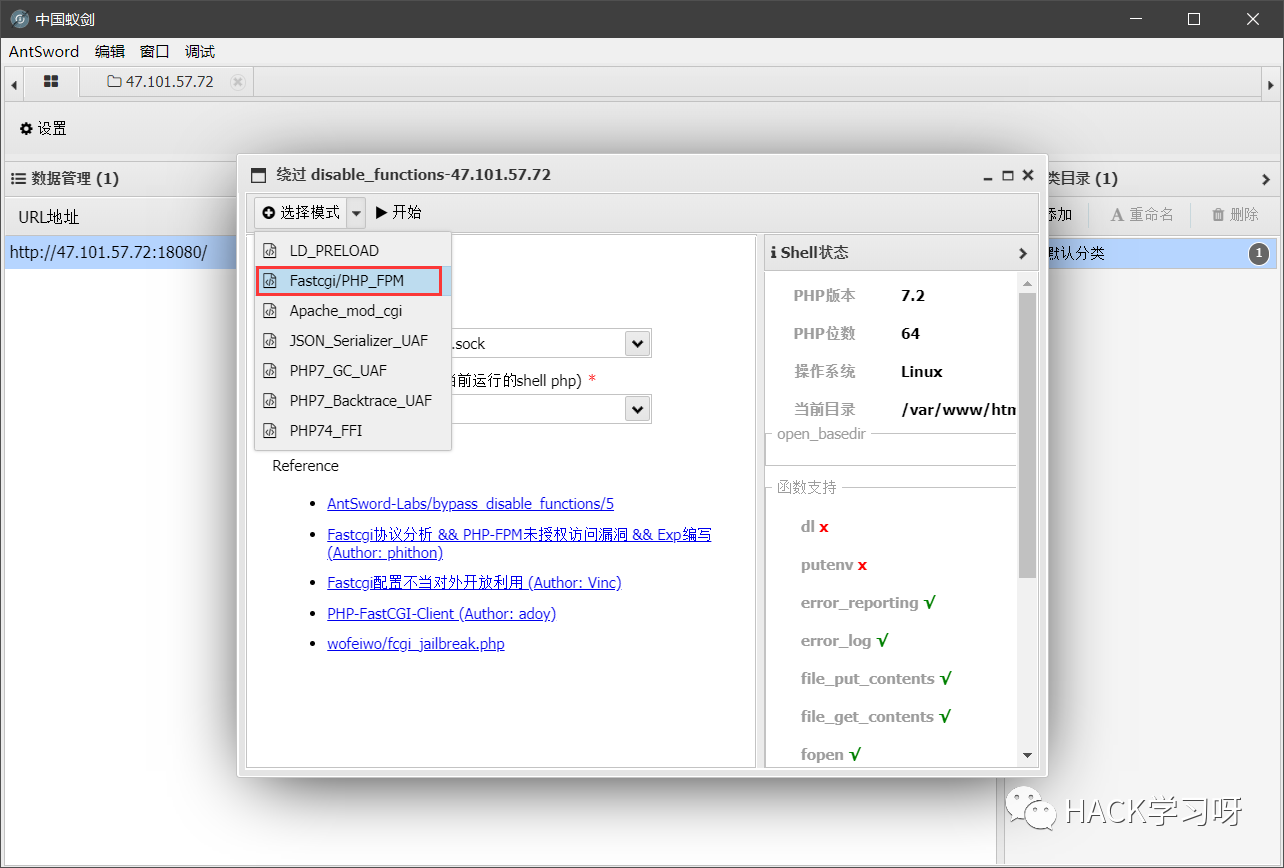 中国蚁剑
AntSword 编辑 窗口 调试
47.101.57.72
设置
数据管理 (1)
URL地址
http://47.101.57.72:18080/
绕过 disable_functions-47.101.57.72
选择模式 开始
LD_PRELOAD
Fastcgi/PHP_FPM
Apache_mod_cgi
JSON_Serializer_UAF
PHP7_GC_UAF
PHP7_Backtrace_UAF
PHP74_FFI
.sock
当前运行的shell php) *
Reference
AntSword-Labs/bypass_disable_functions/5
Fastcgi协议分析 && PHP-FPM未授权访问漏洞 && Exp编写
(Author: phithon)
Fastcgi配置不当对外开放利用 (Author: Vinc)
PHP-FastCGI-Client (Author: adoy)
wofeiwo/fcgi_jailbreak.php
Shell状态
PHP版本 7.2
PHP位数 64
操作系统 Linux
当前目录 /var/www/htm
open_basedir
函数支持
dl x
putenv x
error_reporting √
error_log √
file_put_contents √
file_get_contents √
fopen √
类目录 (1)
添加 重命名 删除
默认分类 1
HACK学习呀